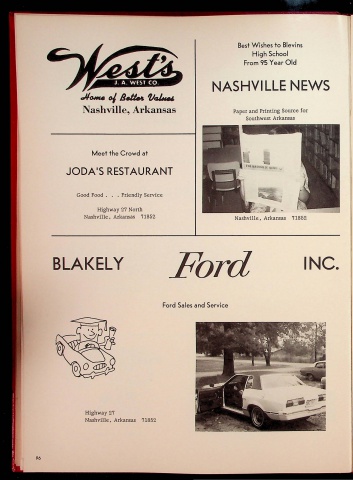 West's
J. A. WEST CO.
Home of Better Values
Nashville, Arkansas
Best Wishes to Blevins
High School
From 95 Year Old
NASHVILLE NEWS
Paper and Printing Source for
Southwest Arkansas
Nashville, Arkansas 71852
Meet the Crowd at
JODA'S RESTAURANT
Good Food . . . Friendly Service
Highway 27 North
Nashville, Arkansas 71852
BLAKELY Ford INC.
Ford Sales and Service
Highway 27
Nashville, Arkansas 71852